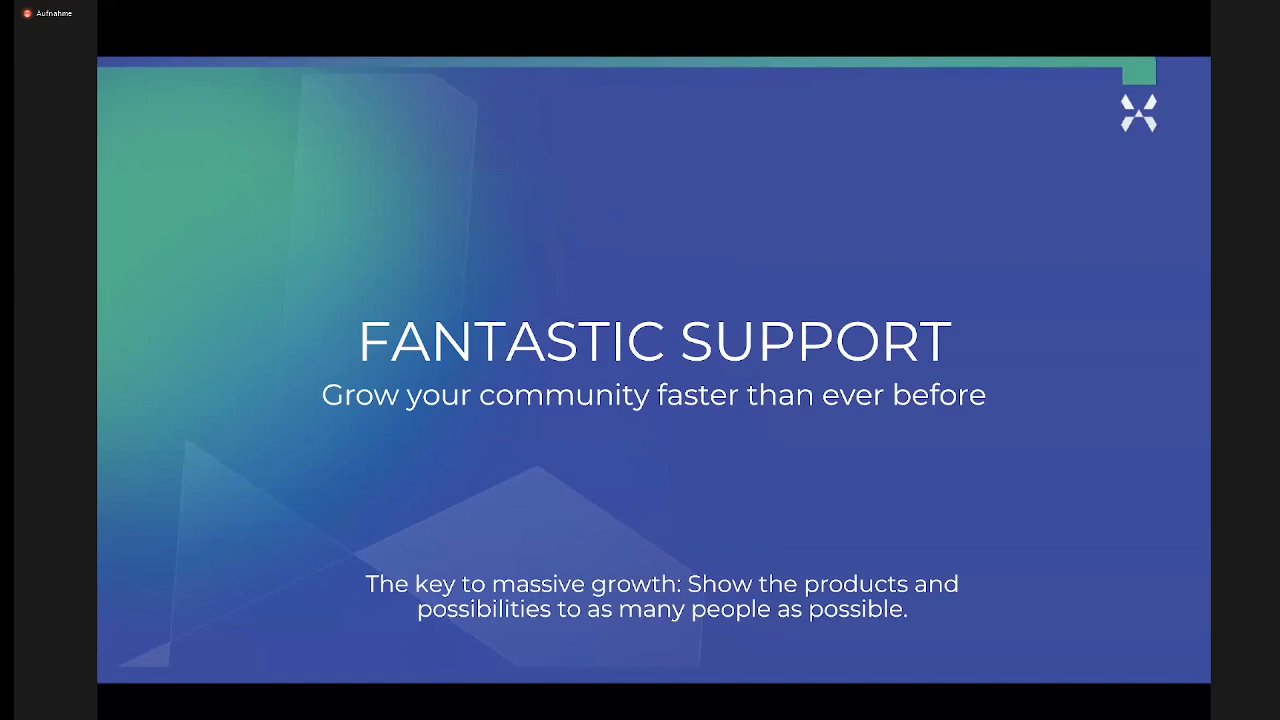 Aufnahme
FANTASTIC SUPPORT
Grow your community faster than ever before
The key to massive growth: Show the products and
possibilities to as many people as possible.